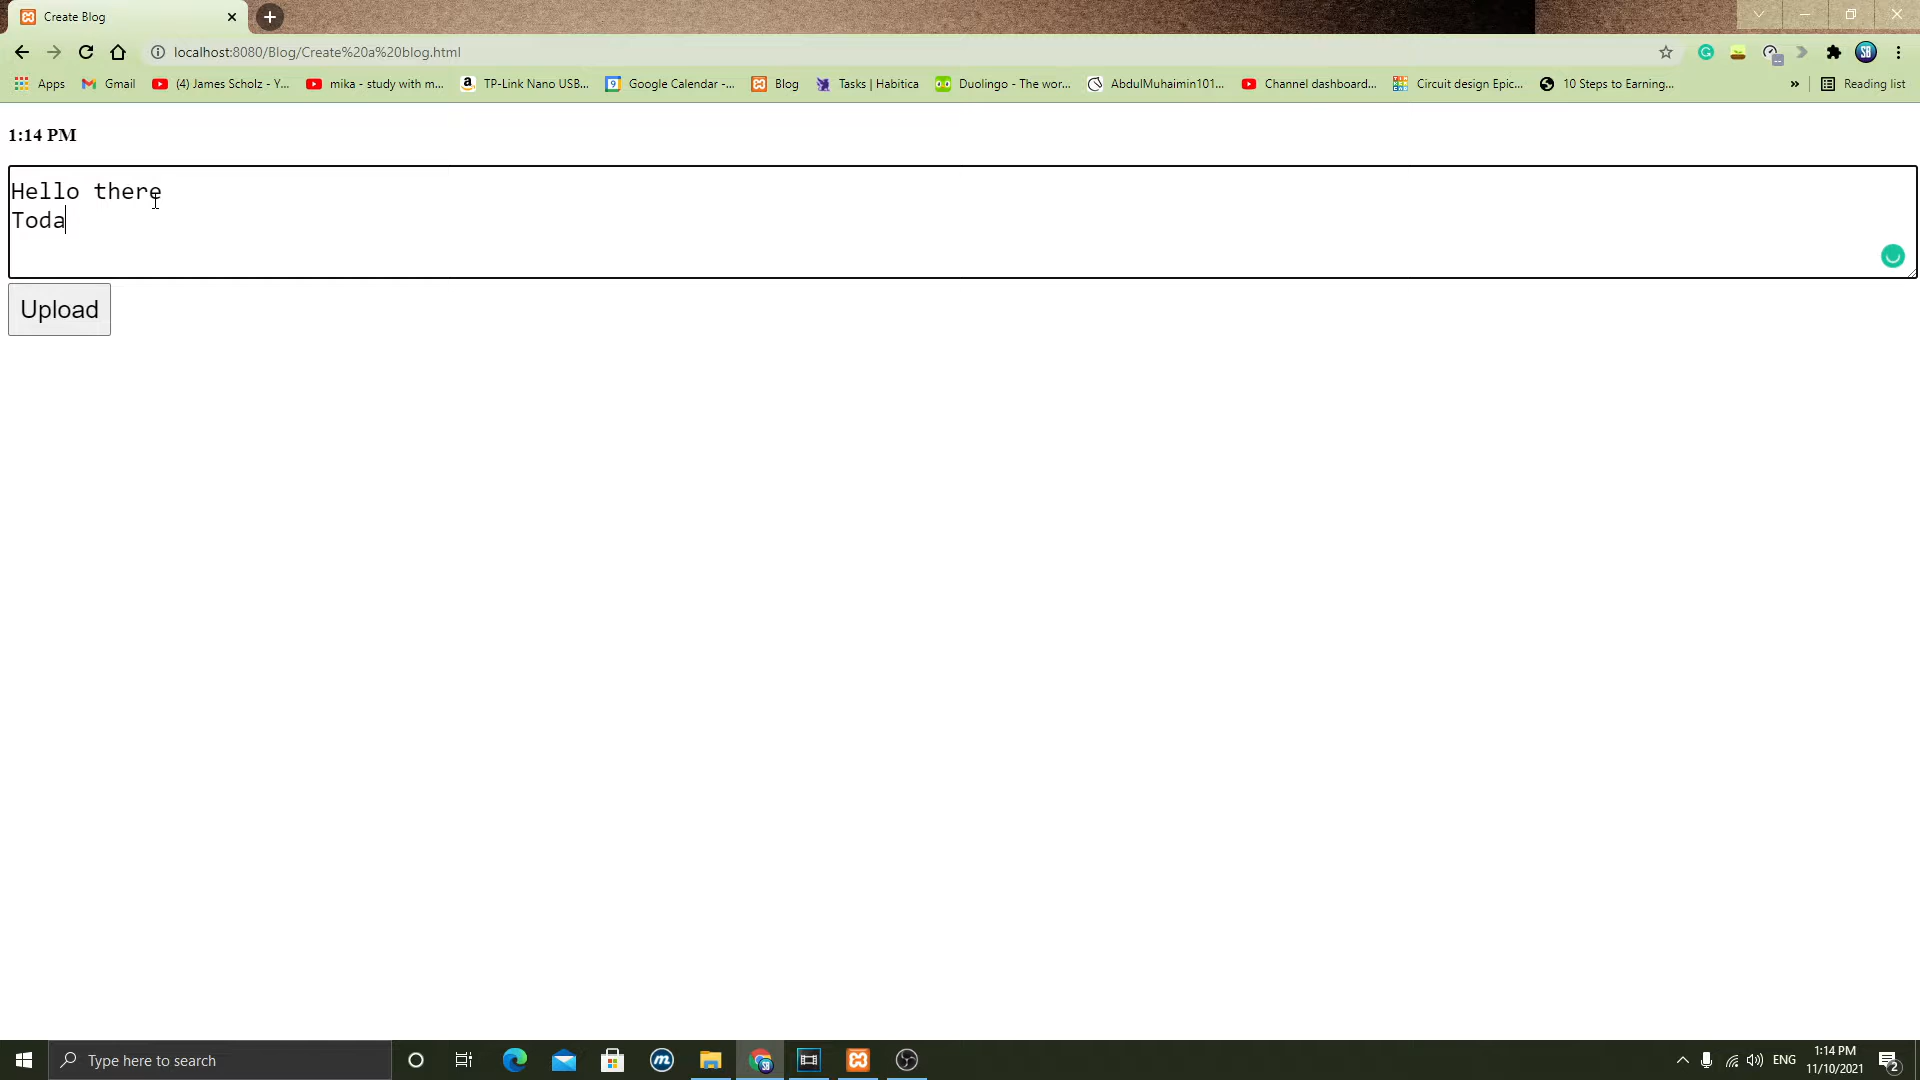 Create Blog
localhost:8080/Blog/Create%20a%20blog.html
Apps Gmail (4) James Scholz - Y... mika - study with m... TP-Link Nano USB... Google Calendar -... Blog Tasks | Habitica Duolingo - The wor... AbdulMuhaimin101... Channel dashboard... Circuit design Epic... 10 Steps to Earning... » Reading list
1:14 PM
Hello there
Toda
Upload
Type here to search
ENG
1:14 PM
11/10/2021
2